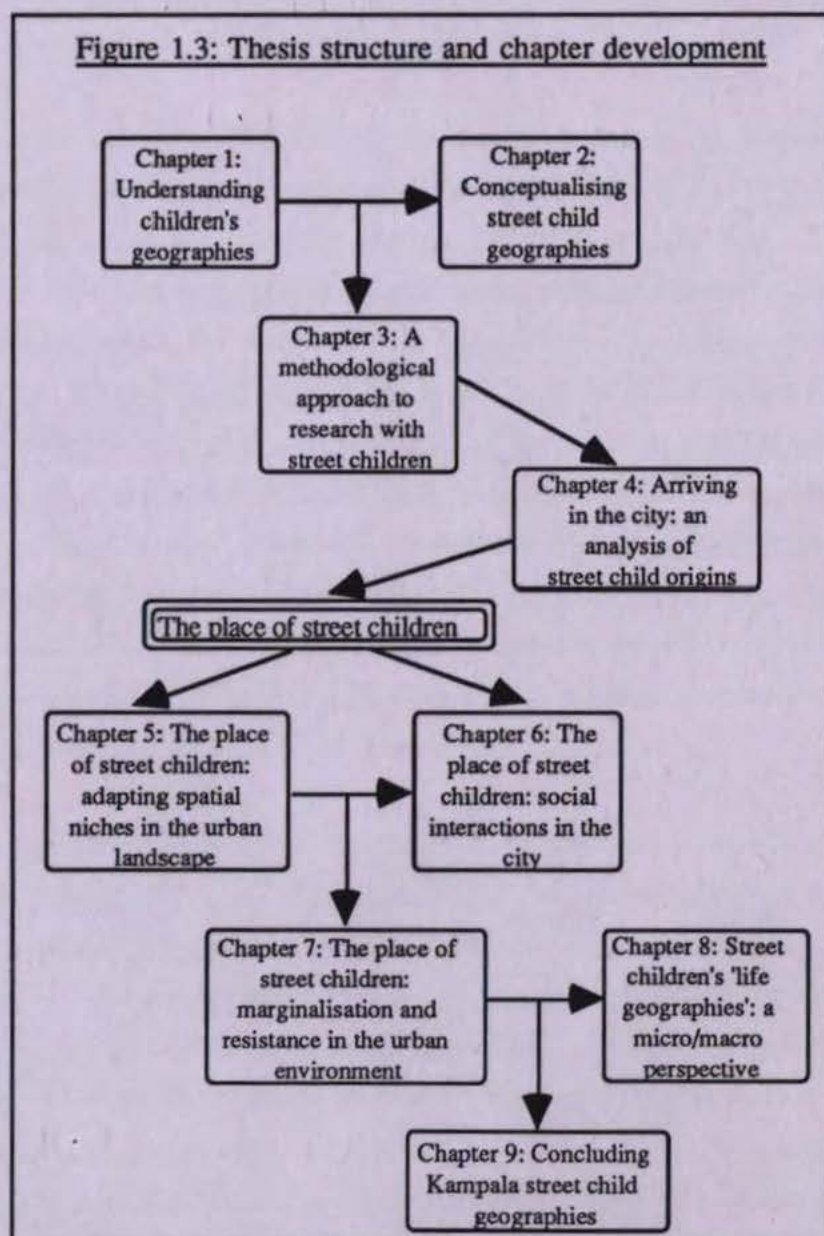 Figure 1.3: Thesis structure and chapter development
Chapter 1:
Understanding
children's
geographies
Chapter 2:
Conceptualising
street child
geographies
Chapter 3: A
methodological
approach to
research with
street children
Chapter 4: Arriving
in the city: an
analysis of
street child origins
The place of street children
Chapter 5: The place
of street children:
adapting spatial
niches in the urban
landscape
Chapter 6: The
place of street
children: social
interactions in the
city
Chapter 7: The place of
street children:
marginalisation and
resistance in the urban
environment
Chapter 8: Street
children's 'life
geographies': a
micro/macro
perspective
Chapter 9: Concluding
Kampala street child
geographies